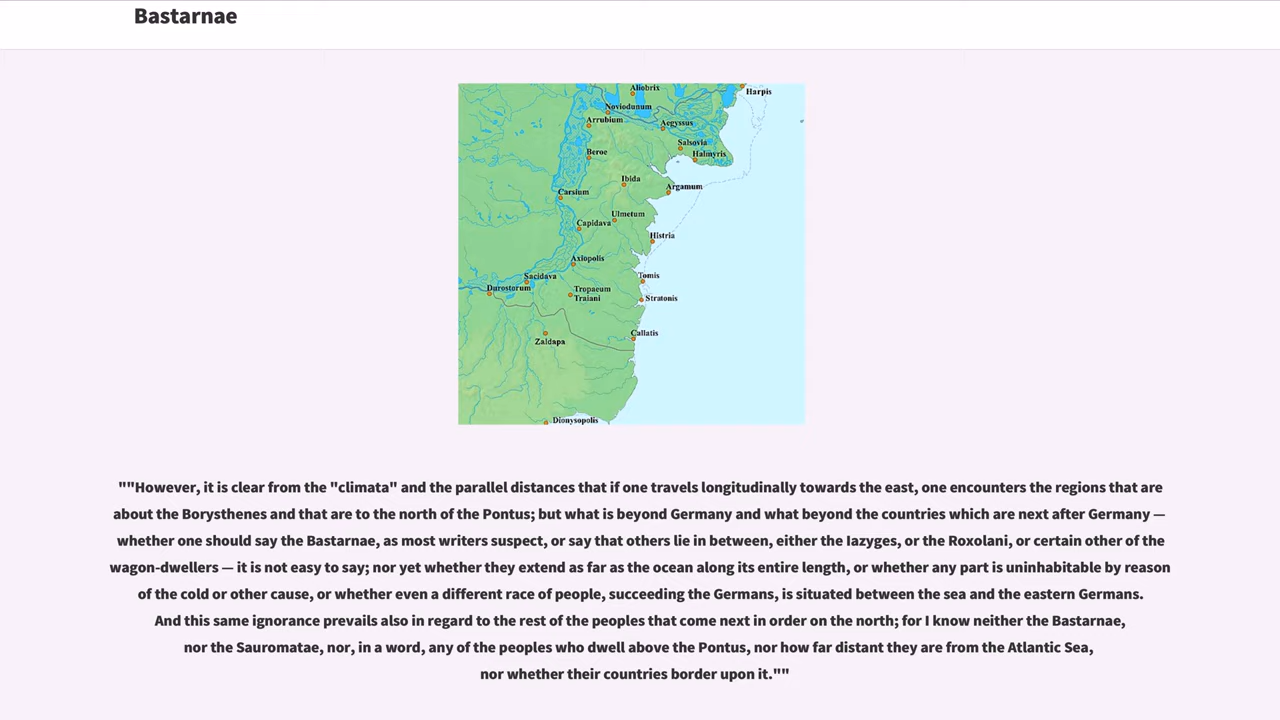 Bastarnae
Aliobrix
Harpis
Noviodunum
Arrubium
Aegyssus
Salsovia
Beroe
Halmyris
Ibida
Argamum
Carsium
Ulmetum
Capidava
Histria
Axiopolis
Tomis
Sacidava
Durostorum
Tropaeum
Traiani
Stratonis
Callatis
Zaldapa
Dionysopolis
""However, it is clear from the "climata" and the parallel distances that if one travels longitudinally towards the east, one encounters the regions that are
about the Borysthenes and that are to the north of the Pontus; but what is beyond Germany and what beyond the countries which are next after Germany —
whether one should say the Bastarnae, as most writers suspect, or say that others lie in between, either the Iazyges, or the Roxolani, or certain other of the
wagon-dwellers — it is not easy to say; nor yet whether they extend as far as the ocean along its entire length, or whether any part is uninhabitable by reason
of the cold or other cause, or whether even a different race of people, succeeding the Germans, is situated between the sea and the eastern Germans.
And this same ignorance prevails also in regard to the rest of the peoples that come next in order on the north; for I know neither the Bastarnae,
nor the Sauromatae, nor, in a word, any of the peoples who dwell above the Pontus, nor how far distant they are from the Atlantic Sea,
nor whether their countries border upon it.""